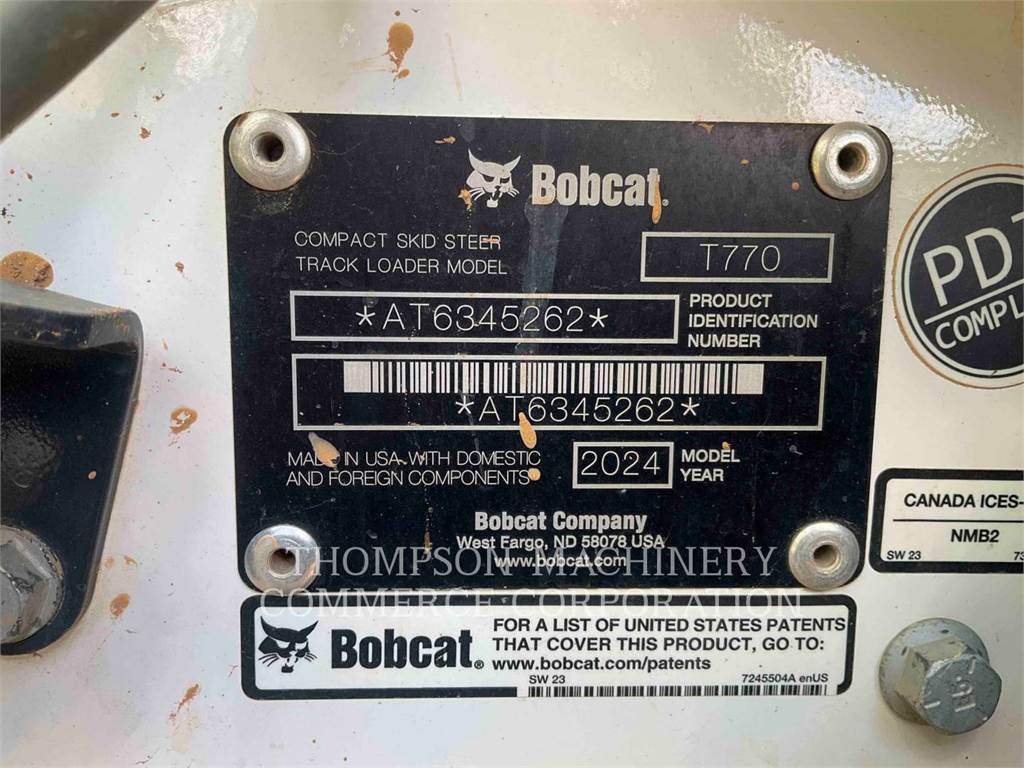 Bobcat®
COMPACT SKID STEER
TRACK LOADER MODEL
T770
*AT6345262*
PRODUCT
IDENTIFICATION
NUMBER
*AT6345262*
MADE IN USA WITH DOMESTIC
AND FOREIGN COMPONENTS
2024
MODEL
YEAR
Bobcat Company
West Fargo, ND 58078 USA
www.bobcat.com
THOMPSON MACHINERY
COMMERCE CORPORATION
Bobcat®
FOR A LIST OF UNITED STATES PATENTS
THAT COVER THIS PRODUCT, GO TO:
www.bobcat.com/patents
SW 23
7245504A enUS
CANADA ICES-
NMB2
SW 23